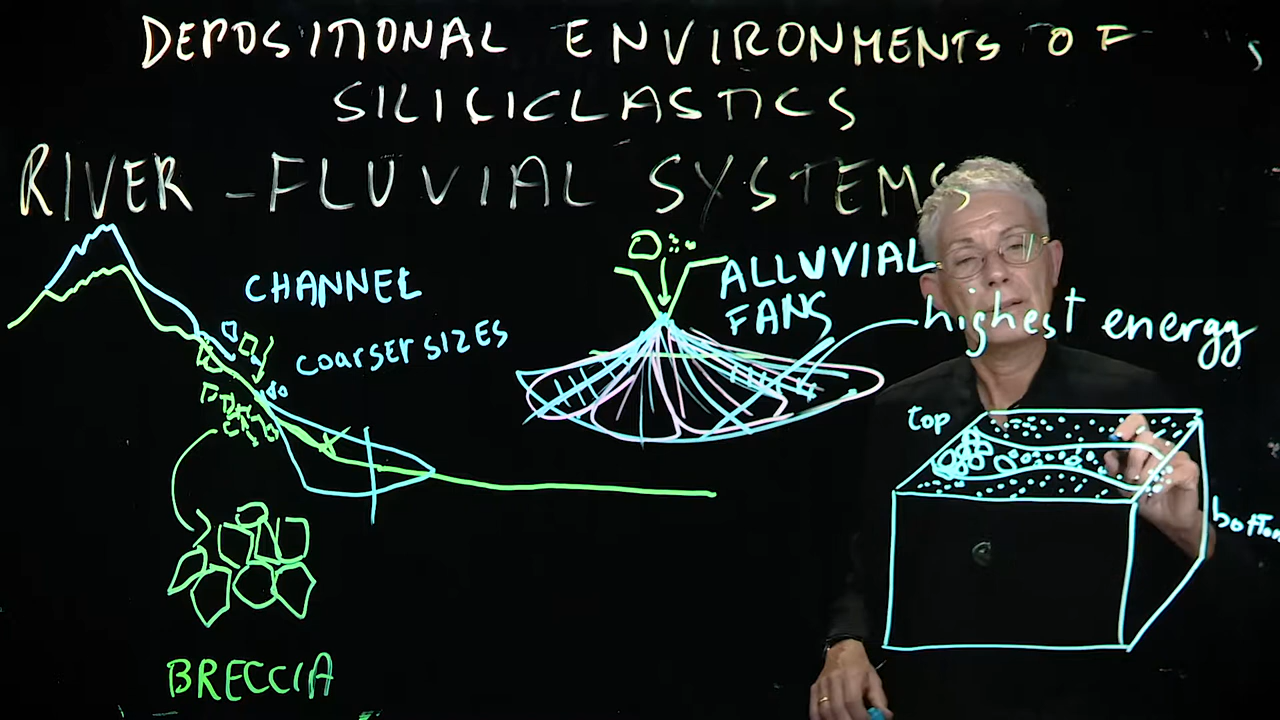 DEPOSITIONAL ENVIRONMENTS OF
SILICICLASTICS
RIVER - FLUVIAL SYSTEMS
CHANNEL
COARSER SIZES
ALLUVIAL
FANS
highest energy
top
bottom
BRECCIA